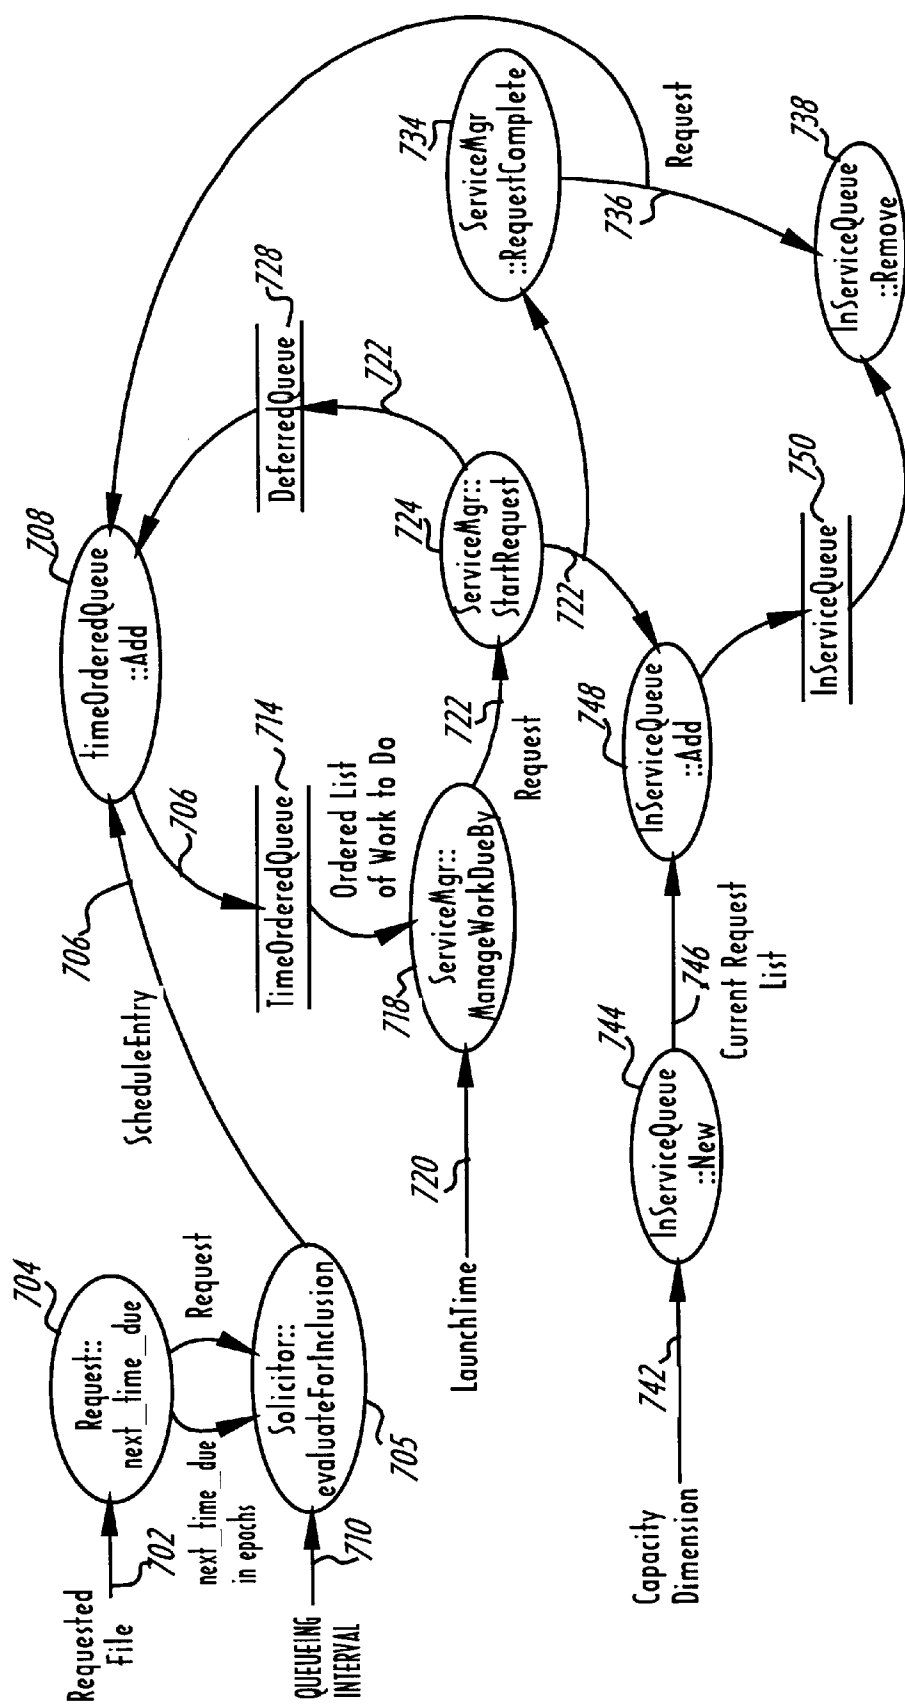 Requested
File
702
704
Request::
next_time_due
Request
next_time_due
in epochs
QUEUEING
INTERVAL
710
Solicitor::
evaluateForInclusion
705
ScheduleEntry
706
708
timeOrderedQueue
::Add
706
TimeOrderedQueue
714
Ordered List
of Work to Do
LaunchTime
720
718
ServiceMgr::
ManageWorkDueBy
722
Request
724
ServiceMgr::
StartRequest
722
DeferredQueue
728
722
734
ServiceMgr
::RequestComplete
736
Request
738
InServiceQueue
::Remove
Capacity
Dimension
742
744
InServiceQueue
::New
746
Current Request
List
748
InServiceQueue
::Add
InServiceQueue
750